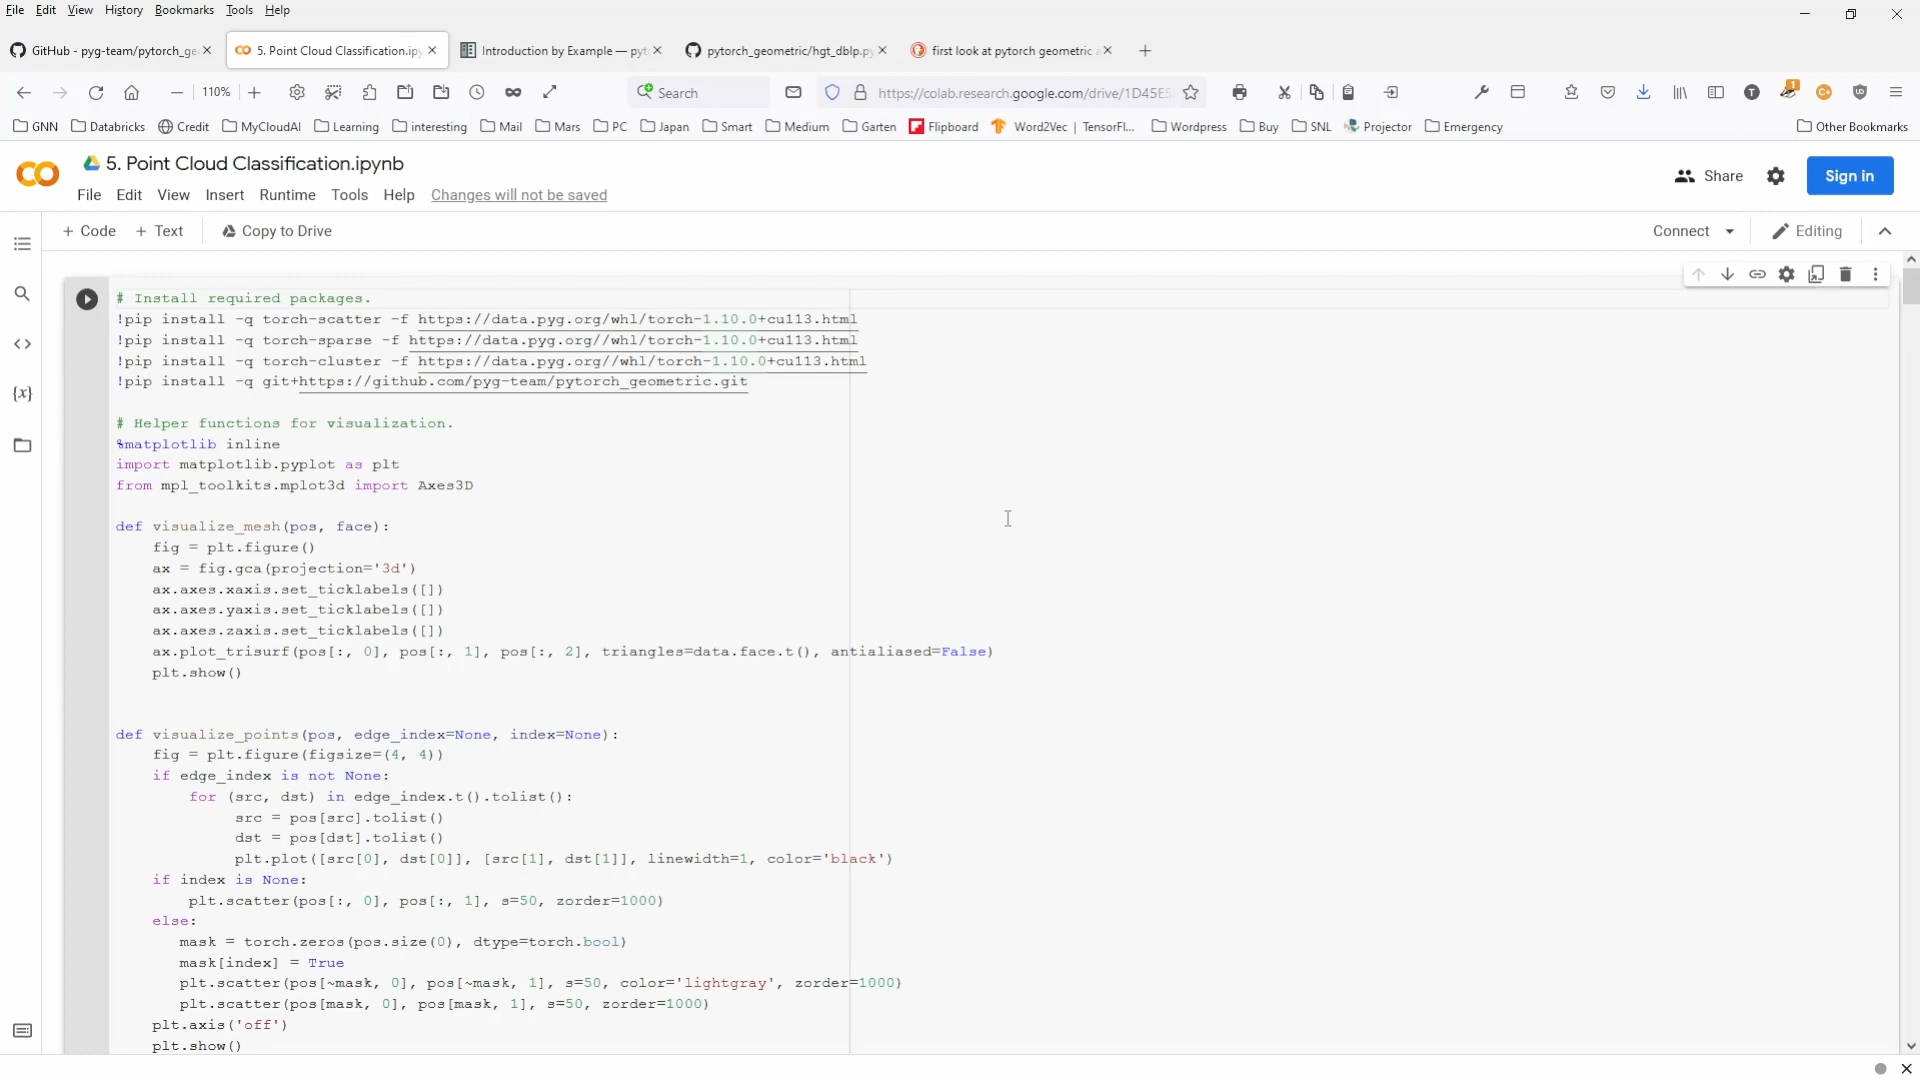 File Edit View History Bookmarks Tools Help
GitHub - pyg-team/pytorch_ge
5. Point Cloud Classification.ipy
Introduction by Example — pyt
pytorch_geometric/hgt_dblp.py
first look at pytorch geometric a
110%
Search
https://colab.research.google.com/drive/1D45E5
GNN Databricks Credit MyCloudAI Learning interesting Mail Mars PC Japan Smart Medium Garten Flipboard Word2Vec | TensorFl... Wordpress Buy SNL Projector Emergency Other Bookmarks
5. Point Cloud Classification.ipynb
File Edit View Insert Runtime Tools Help Changes will not be saved
Share Sign in
+ Code + Text Copy to Drive
Connect Editing
# Install required packages.
!pip install -q torch-scatter -f https://data.pyg.org/whl/torch-1.10.0+cu113.html
!pip install -q torch-sparse -f https://data.pyg.org//whl/torch-1.10.0+cu113.html
!pip install -q torch-cluster -f https://data.pyg.org//whl/torch-1.10.0+cu113.html
!pip install -q git+https://github.com/pyg-team/pytorch_geometric.git
# Helper functions for visualization.
%matplotlib inline
import matplotlib.pyplot as plt
from mpl_toolkits.mplot3d import Axes3D
def visualize_mesh(pos, face):
fig = plt.figure()
ax = fig.gca(projection='3d')
ax.axes.xaxis.set_ticklabels([])
ax.axes.yaxis.set_ticklabels([])
ax.axes.zaxis.set_ticklabels([])
ax.plot_trisurf(pos[:, 0], pos[:, 1], pos[:, 2], triangles=data.face.t(), antialiased=False)
plt.show()
def visualize_points(pos, edge_index=None, index=None):
fig = plt.figure(figsize=(4, 4))
if edge_index is not None:
for (src, dst) in edge_index.t().tolist():
src = pos[src].tolist()
dst = pos[dst].tolist()
plt.plot([src[0], dst[0]], [src[1], dst[1]], linewidth=1, color='black')
if index is None:
plt.scatter(pos[:, 0], pos[:, 1], s=50, zorder=1000)
else:
mask = torch.zeros(pos.size(0), dtype=torch.bool)
mask[index] = True
plt.scatter(pos[~mask, 0], pos[~mask, 1], s=50, color='lightgray', zorder=1000)
plt.scatter(pos[mask, 0], pos[mask, 1], s=50, zorder=1000)
plt.axis('off')
plt.show()